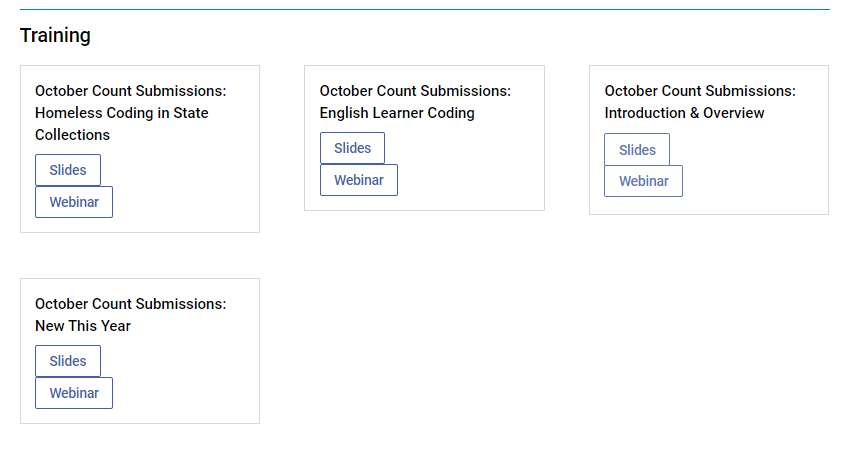 Training
October Count Submissions:
Homeless Coding in State
Collections
Slides
Webinar
October Count Submissions:
English Learner Coding
Slides
Webinar
October Count Submissions:
Introduction & Overview
Slides
Webinar
October Count Submissions:
New This Year
Slides
Webinar